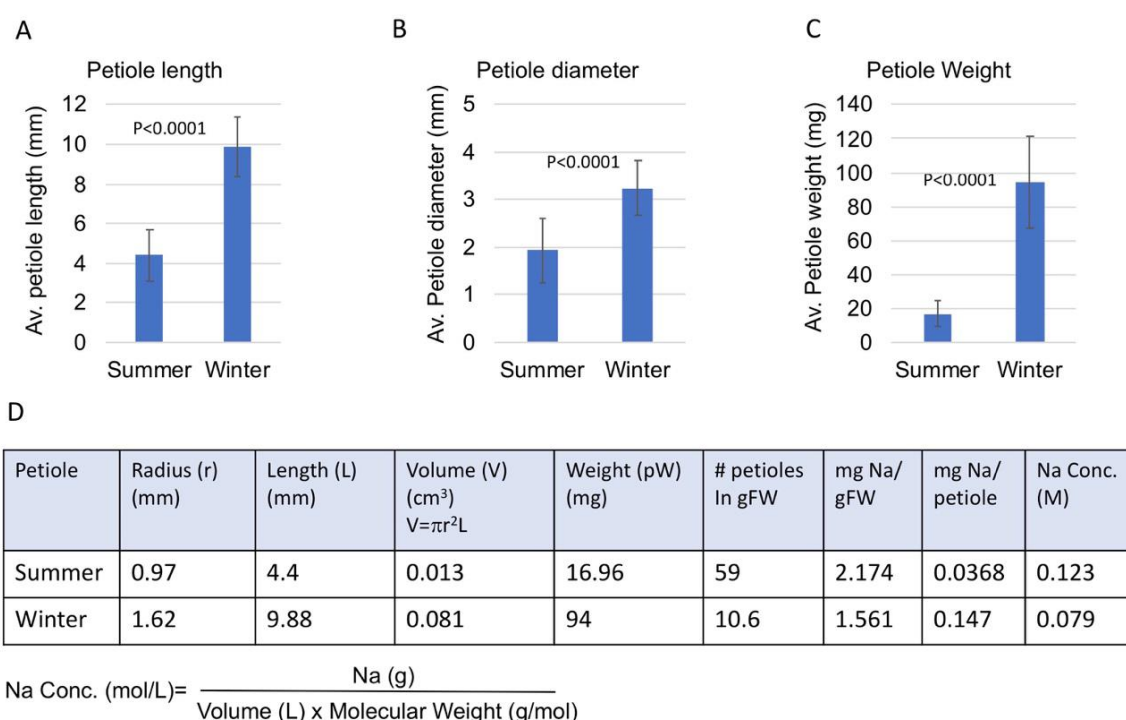 A
Petiole length
Av. petiole length (mm)
12
10
8
6
4
2
0
P<0.0001
Summer Winter
B
Petiole diameter
Av. Petiole diameter (mm)
5
4
3
2
1
0
P<0.0001
Summer Winter
C
Petiole Weight
Av. Petiole weight (mg)
140
120
100
80
60
40
20
0
P<0.0001
Summer Winter
D
Petiole
Radius (r)
(mm)
Length (L)
(mm)
Volume (V)
(cm³)
V=πr²L
Weight (pW)
(mg)
# petioles
In gFW
mg Na/
gFW
mg Na/
petiole
Na Conc.
(M)
Summer 0.97 4.4 0.013 16.96 59 2.174 0.0368 0.123
Winter 1.62 9.88 0.081 94 10.6 1.561 0.147 0.079
Na Conc. (mol/L)=
Na (g)
Volume (L) x Molecular Weight (g/mol)